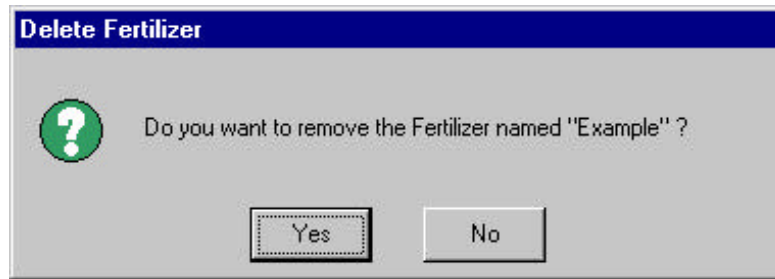 Delete Fertilizer
Do you want to remove the Fertilizer named "Example" ?
Yes No